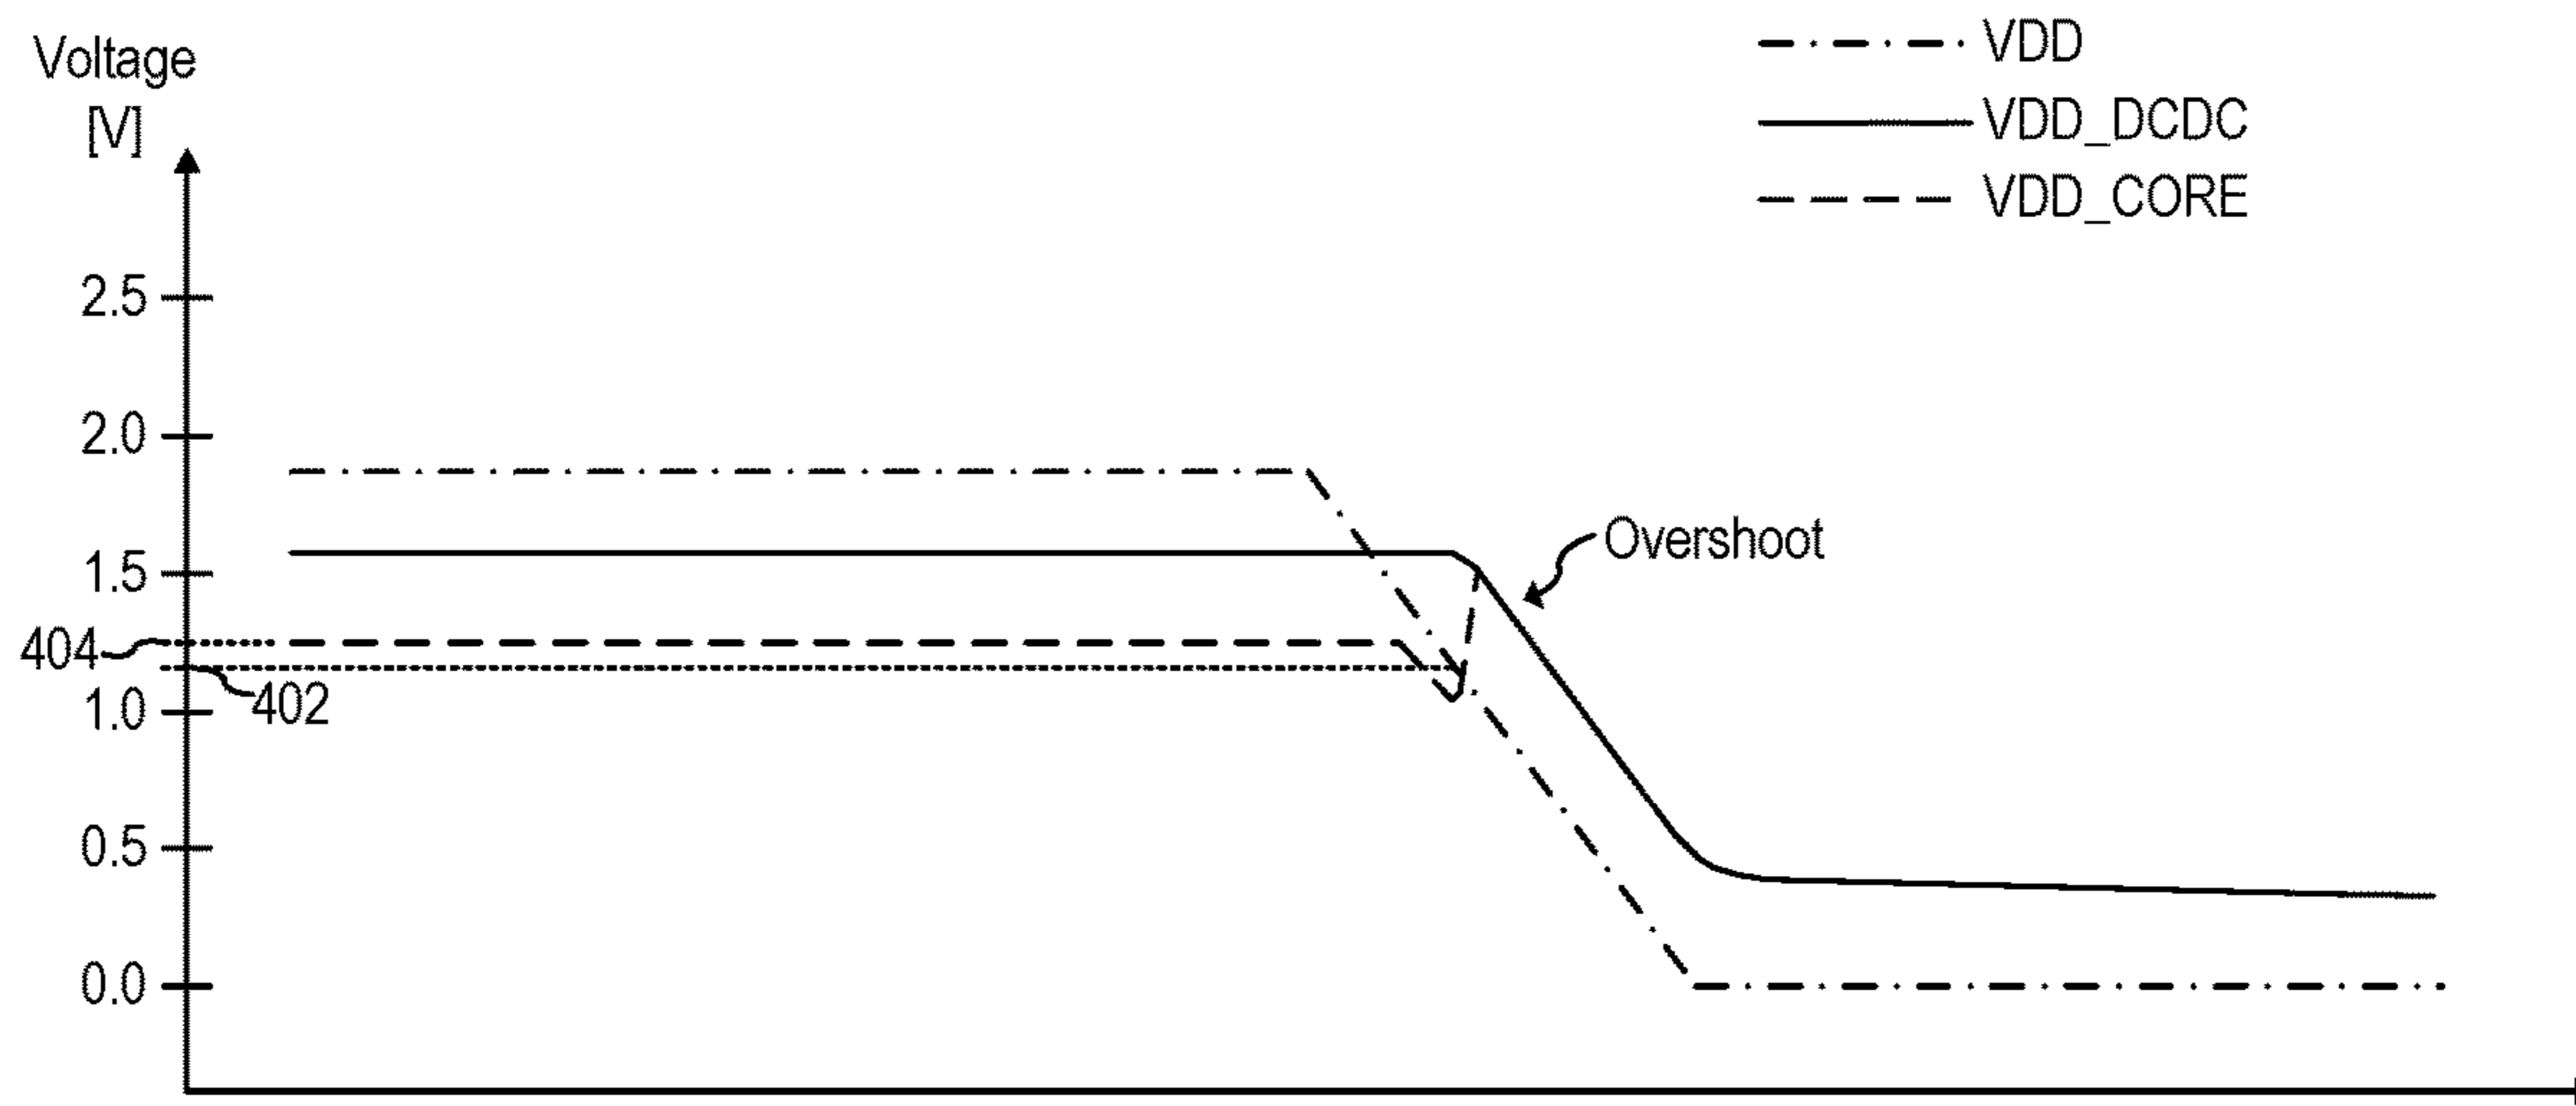 Voltage
[V]
VDD
VDD_DCDC
VDD_CORE
2.5
2.0
1.5
Overshoot
404
402
1.0
0.5
0.0